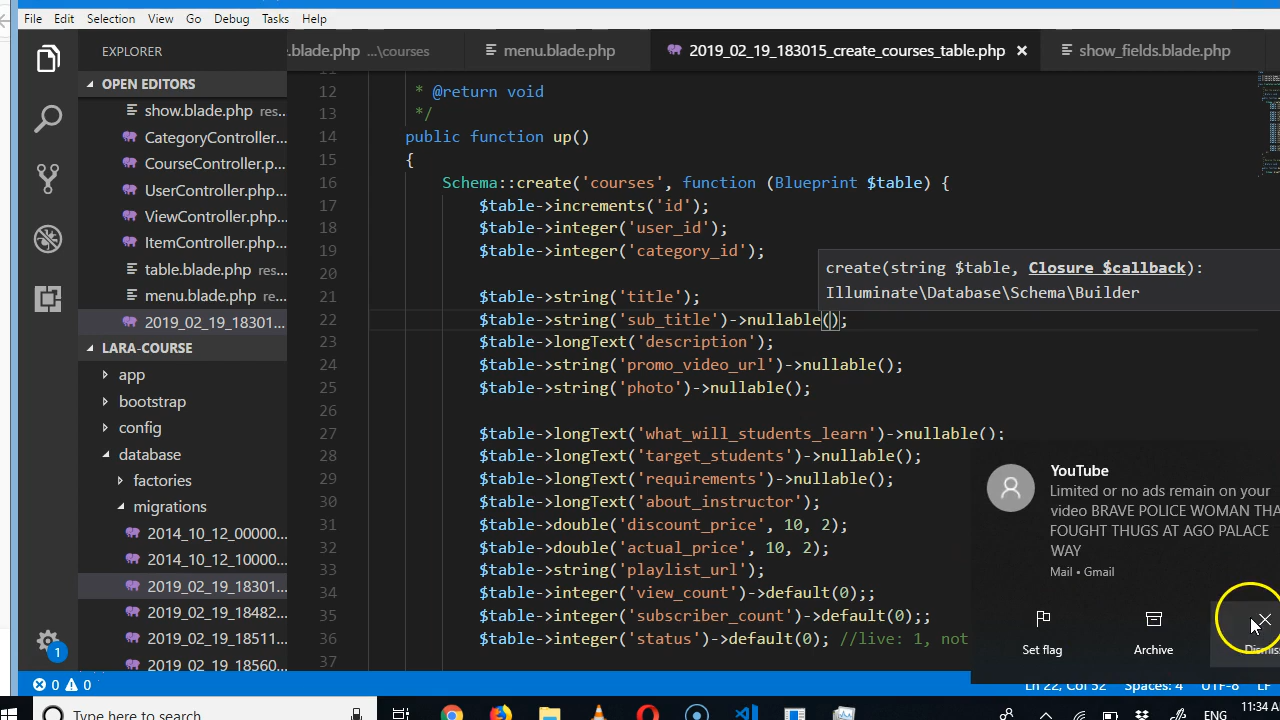 File Edit Selection View Go Debug Tasks Help
EXPLORER
.blade.php ...\courses
menu.blade.php
2019_02_19_183015_create_courses_table.php
show_fields.blade.php
OPEN EDITORS
show.blade.php res...
CategoryController...
CourseController.p...
UserController.php...
ViewController.php...
ItemController.php...
table.blade.php res...
menu.blade.php res...
2019_02_19_18301...
LARA-COURSE
app
bootstrap
config
database
factories
migrations
2014_10_12_00000...
2014_10_12_10000...
2019_02_19_18301...
2019_02_19_18482...
2019_02_19_18511...
2019_02_19_18560...
12 * @return void
13 */
14 public function up()
15 {
16 Schema::create('courses', function (Blueprint $table) {
17 $table->increments('id');
18 $table->integer('user_id');
19 $table->integer('category_id');
20
21 $table->string('title');
22 $table->string('sub_title')->nullable();
23 $table->longText('description');
24 $table->string('promo_video_url')->nullable();
25 $table->string('photo')->nullable();
26
27 $table->longText('what_will_students_learn')->nullable();
28 $table->longText('target_students')->nullable();
29 $table->longText('requirements')->nullable();
30 $table->longText('about_instructor');
31 $table->double('discount_price', 10, 2);
32 $table->double('actual_price', 10, 2);
33 $table->string('playlist_url');
34 $table->integer('view_count')->default(0);;
35 $table->integer('subscriber_count')->default(0);;
36 $table->integer('status')->default(0); //live: 1, not
37
create(string $table, Closure $callback):
Illuminate\Database\Schema\Builder
YouTube
Limited or no ads remain on your
video BRAVE POLICE WOMAN THA
FOUGHT THUGS AT AGO PALACE
WAY
Mail • Gmail
Set flag
Archive
Dismiss
1
0 0
Ln 22, Col 52 Spaces: 4 UTF-8 LF
Type here to search
ENG
11:34 A